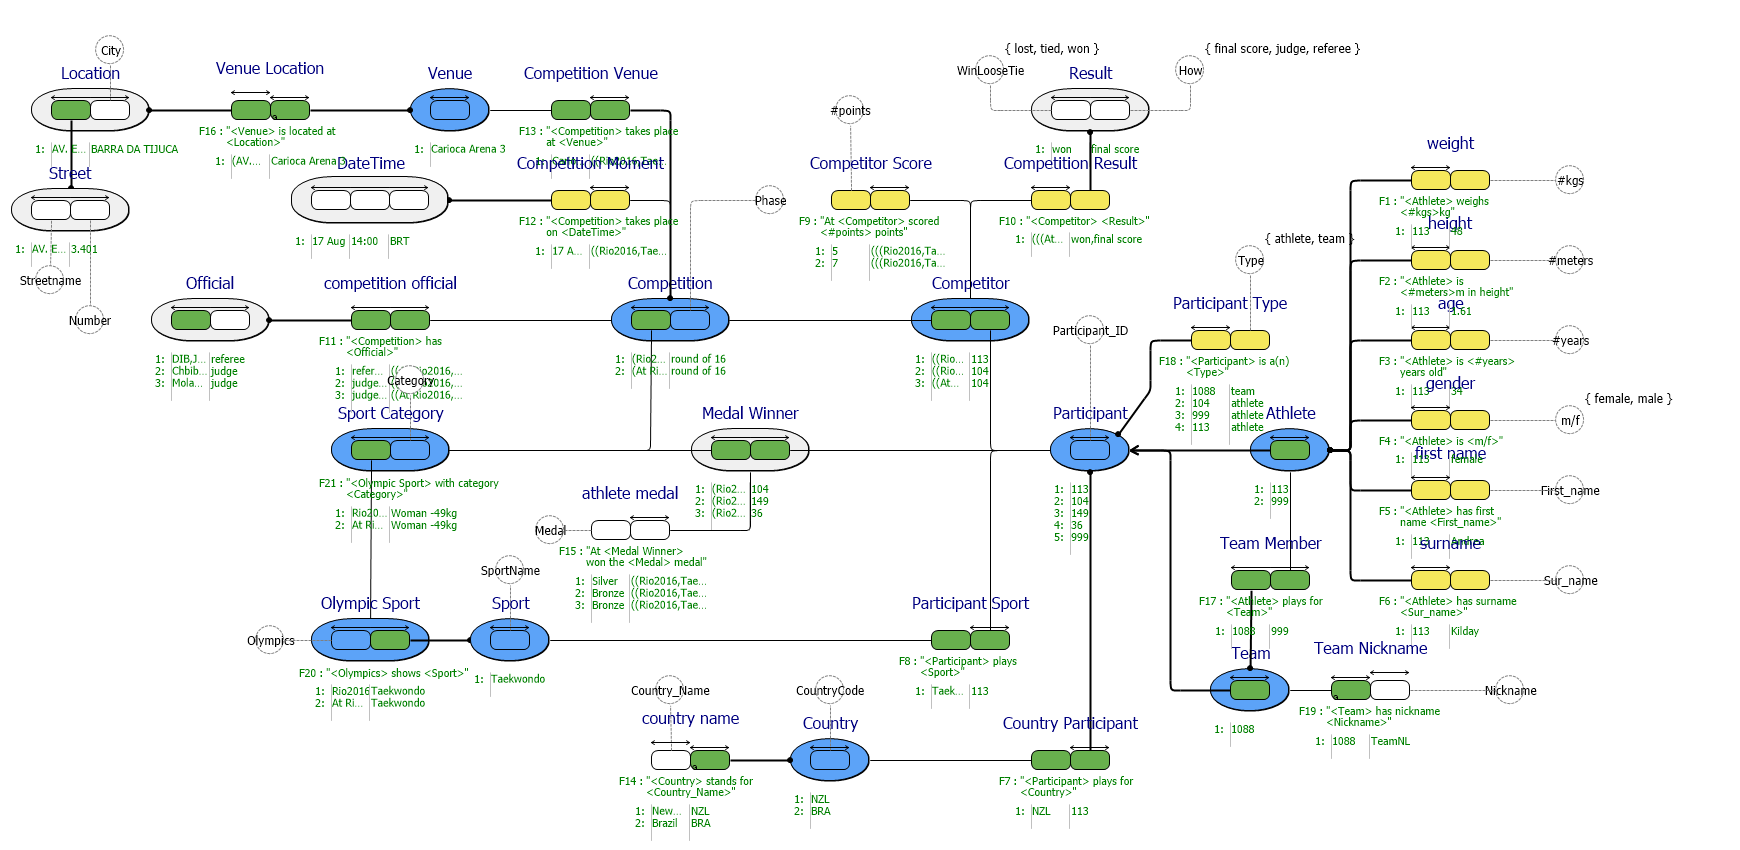 City
{ lost, tied, won }
{ final score, judge, referee }
Location
Venue Location
Venue
Competition Venue
WinLooseTie
Result
How
#points
F16 : "<Venue> is located at
<Location>"
F13 : "<Competition> takes place
at <Venue>"
1: AV. E... BARRA DA TIJUCA
1: (AV.... Carioca Arena 3
1: Carioca Arena 3
1: won final score
weight
Street
DateTime
Competition Moment
Competitor Score
Competition Result
#kgs
F1 : "<Athlete> weighs
<#kgs>kg"
1: 113 48
Phase
F12 : "<Competition> takes place
on <DateTime>"
F9 : "At <Competitor> scored
<#points> points"
F10 : "<Competitor> <Result>"
height
1: AV. E... 3.401
1: 17 Aug 14:00 BRT
1: 17 A... ((Rio2016,Tae...
1: 5 (((Rio2016,Ta...
2: 7 (((Rio2016,Ta...
1: (((At... won,final score
{ athlete, team }
Type
#meters
Streetname
Number
F2 : "<Athlete> is
<#meters>m in height"
1: 113 1.61
Official
competition official
Competition
Competitor
Participant Type
age
Participant_ID
#years
F11 : "<Competition> has
<Official>"
F18 : "<Participant> is a(n)
<Type>"
F3 : "<Athlete> is <#years>
years old"
1: 113 34
1: DIB,J... referee
2: Chbib... judge
3: Mola... judge
1: refer...
2: judge...
3: judge...
Category
1: (Rio2... round of 16
2: (At Ri... round of 16
1: ((Rio... 113
2: ((Rio... 104
3: ((At... 104
1: 1088 team
2: 104 athlete
3: 999 athlete
4: 113 athlete
gender
{ female, male }
Sport Category
Medal Winner
Participant
Athlete
m/f
F4 : "<Athlete> is <m/f>"
1: 113 female
F21 : "<Olympic Sport> with category
<Category>"
1: Rio20... Woman -49kg
2: At Ri... Woman -49kg
athlete medal
1: (Rio2... 104
2: (Rio2... 149
3: (Rio2... 36
1: 113
2: 104
3: 149
4: 36
5: 999
1: 113
2: 999
first name
First_name
F5 : "<Athlete> has first
name <First_name>"
1: 113 Andrea
Medal
F15 : "At <Medal Winner>
won the <Medal> medal"
1: Silver ((Rio2016,Tae...
2: Bronze ((Rio2016,Tae...
3: Bronze ((Rio2016,Tae...
SportName
Team Member
surname
Sur_name
Olympic Sport
Sport
Participant Sport
F17 : "<Athlete> plays for
<Team>"
1: 1088 999
F6 : "<Athlete> has surname
<Sur_name>"
1: 113 Kilday
Olympics
F20 : "<Olympics> shows <Sport>"
1: Rio2016 Taekwondo
2: At Ri... Taekwondo
1: Taekwondo
F8 : "<Participant> plays
<Sport>"
1: Taek... 113
Team
Team Nickname
Nickname
Country_Name
CountryCode
F19 : "<Team> has nickname
<Nickname>"
1: 1088
1: 1088 TeamNL
country name
Country
Country Participant
F14 : "<Country> stands for
<Country_Name>"
1: New... NZL
2: Brazil BRA
1: NZL
2: BRA
F7 : "<Participant> plays for
<Country>"
1: NZL 113